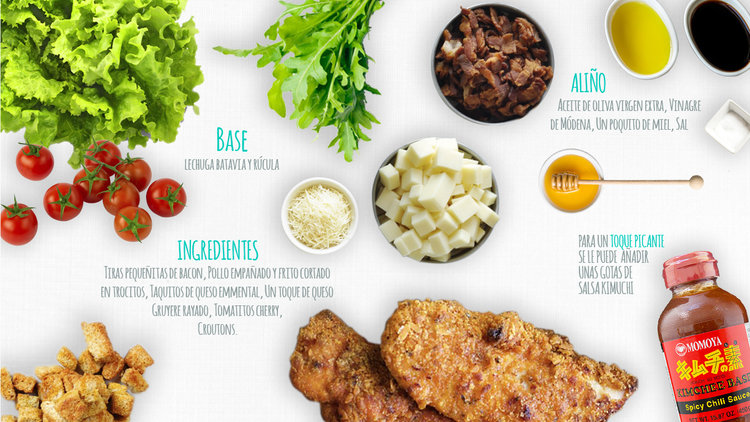 ALIÑO
Aceite de oliva virgen extra, Vinagre
de Módena, Un poquito de miel, Sal
Base
lechuga batavia y rúcula
PARA UN TOQUE PICANTE
SE LE PUEDE AÑADIR
UNAS GOTAS DE
SALSA KIMUCHI
INGREDIENTES
Tiras pequeñitas de bacon, Pollo empañado y frito cortado
en trocitos, Taquitos de queso emmental, Un toque de queso
Gruyere rayado, Tomatitos cherry,
Croutons.
MOMOYA
キムチの素
KIMCHEE BASE
Spicy Chili Sauce